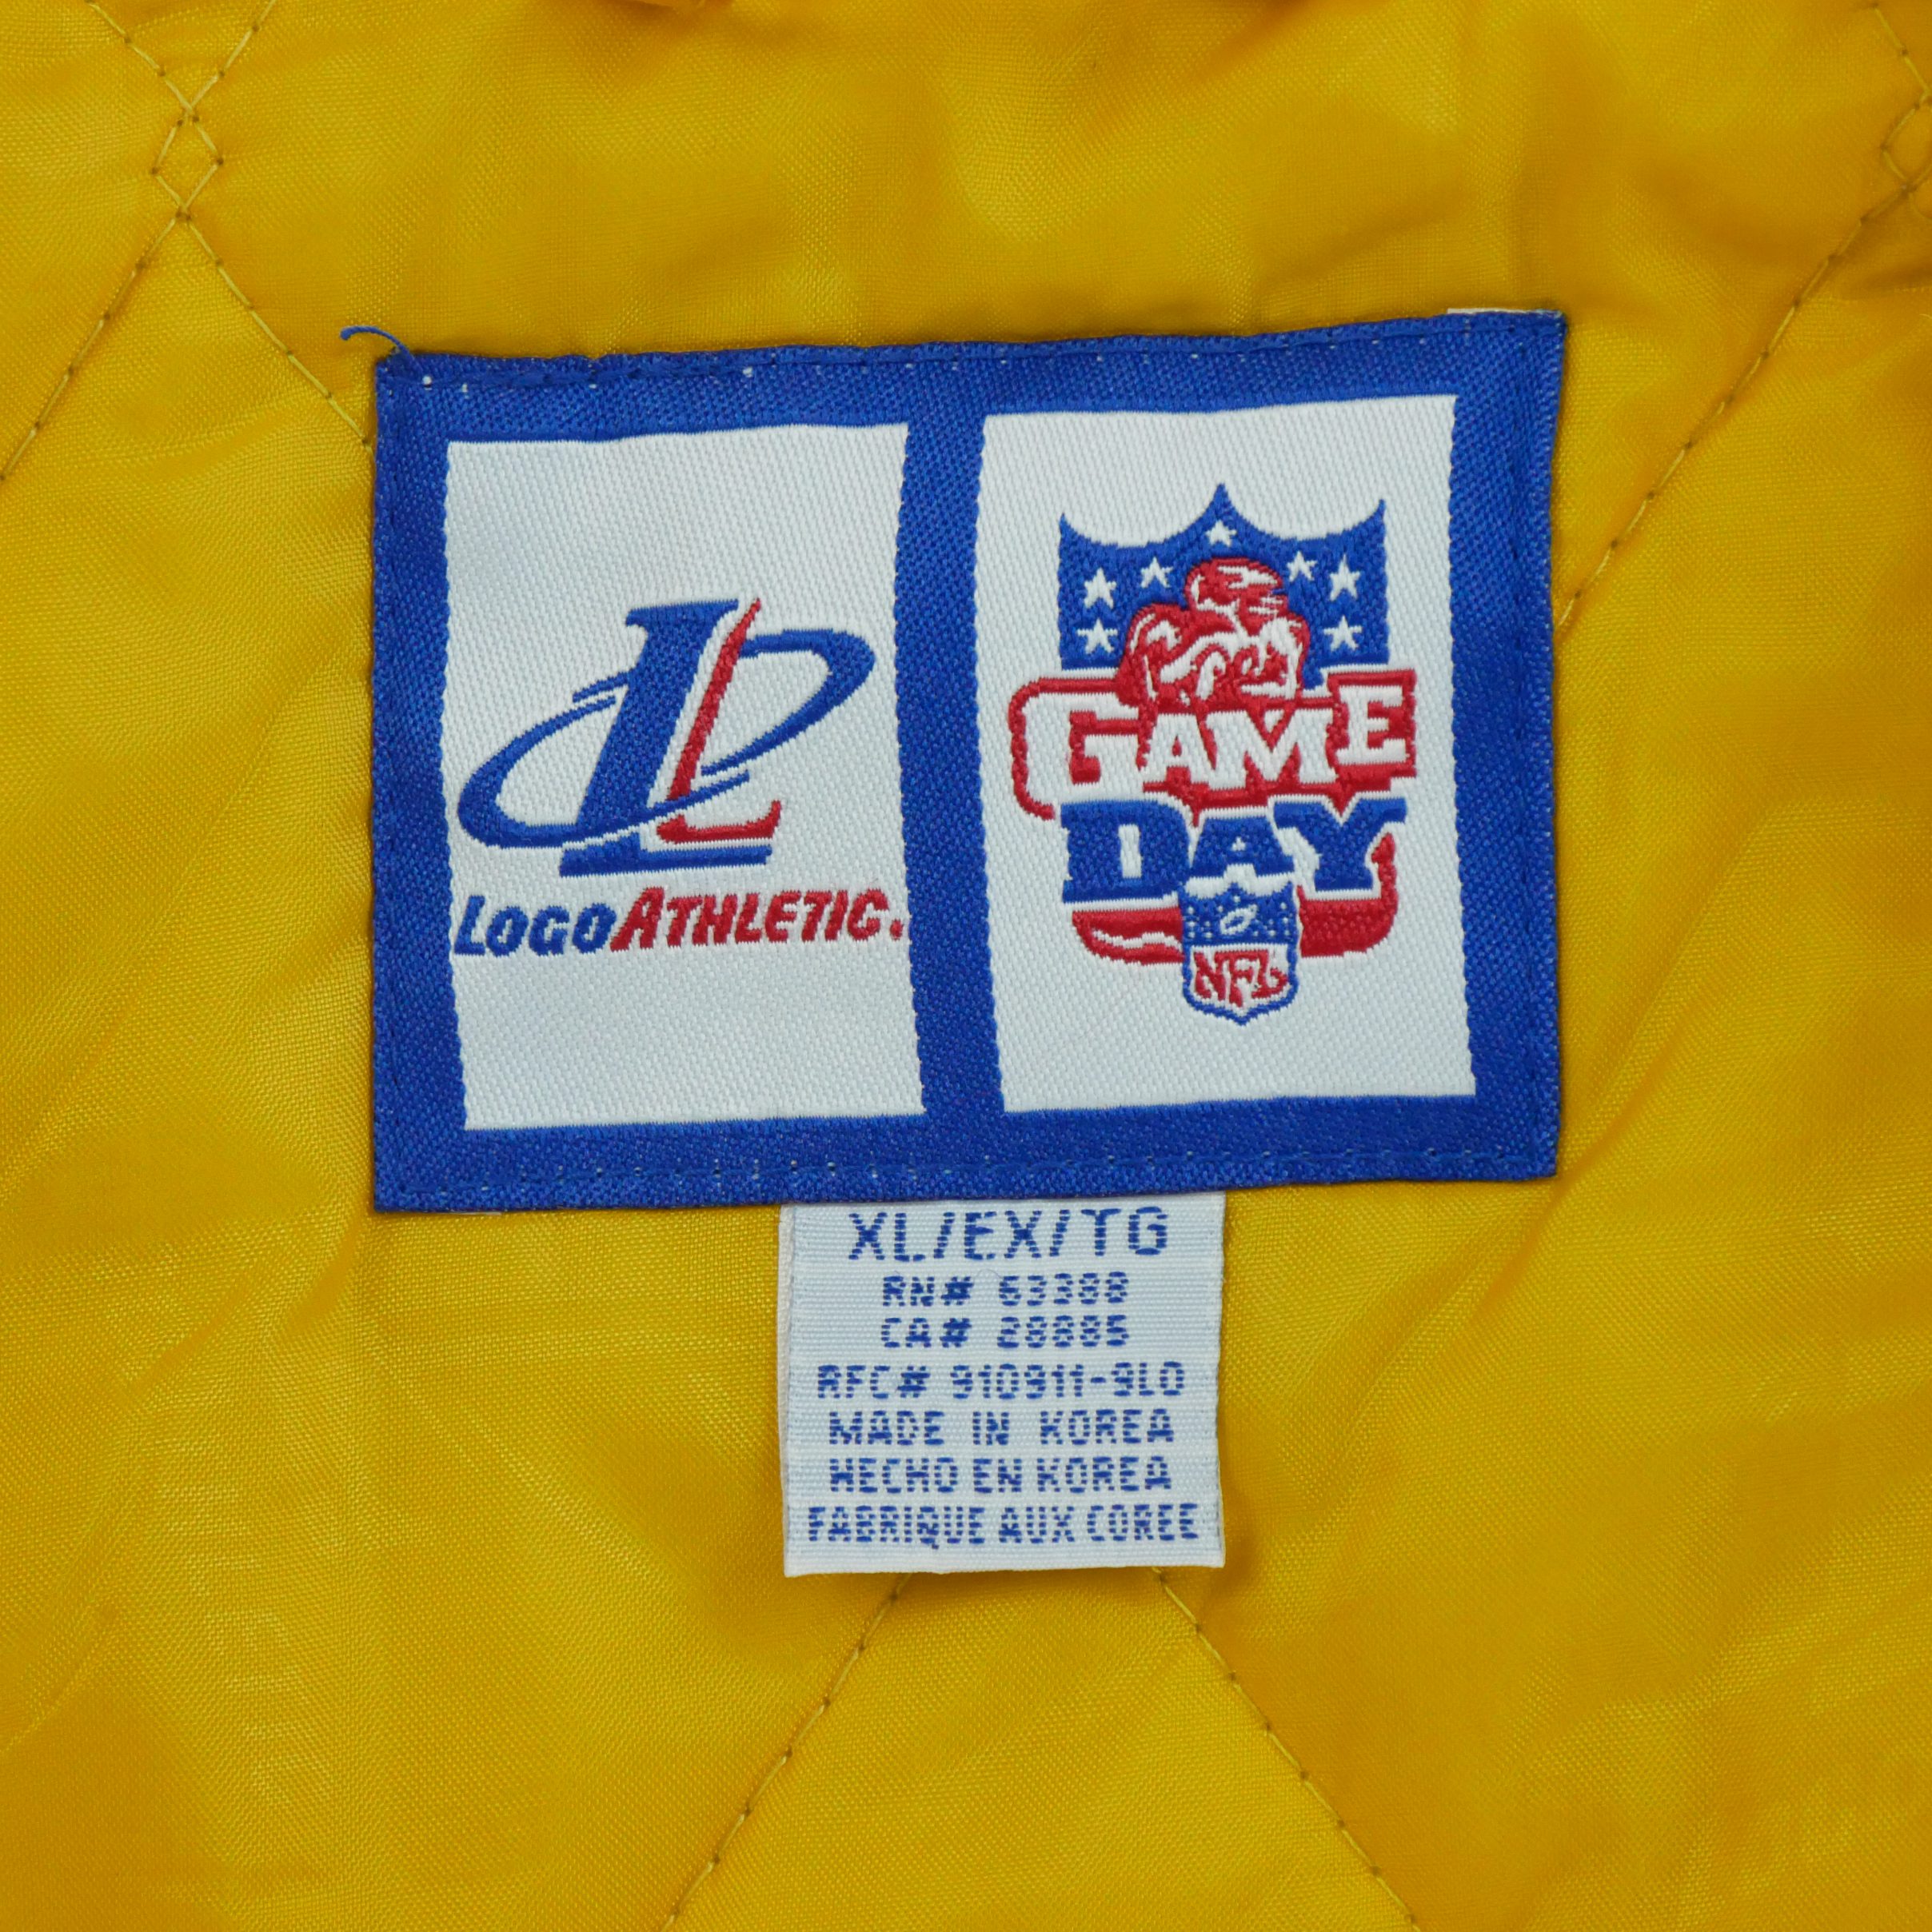 LOGOATHLETIC.
GAME
DAY
NFL
XL/EX/TG
RN# 63388
CA# 28885
RFC# 910911-9L0
MADE IN KOREA
HECHO EN KOREA
FABRIQUE AUX COREE